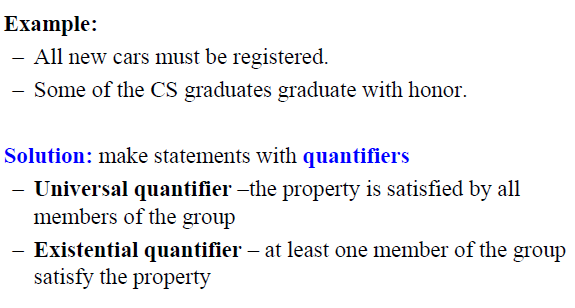 Example:
– All new cars must be registered.
– Some of the CS graduates graduate with honor.
Solution: make statements with quantifiers
– Universal quantifier –the property is satisfied by all
members of the group
– Existential quantifier – at least one member of the group
satisfy the property